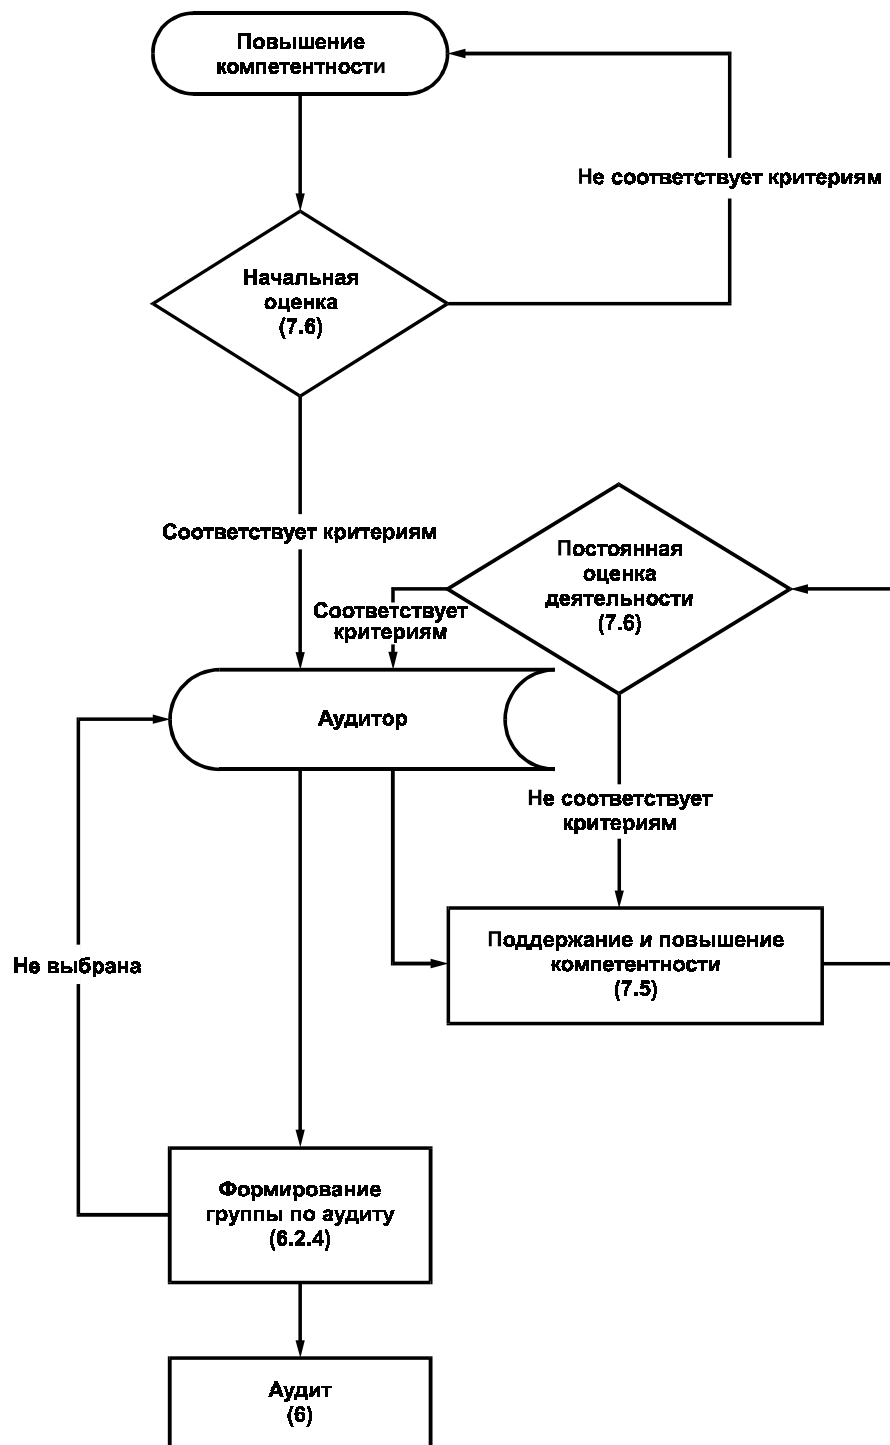 Повышение
компетентности
Не соответствует критериям
Начальная
оценка
(7.6)
Соответствует критериям
Постоянная
оценка
деятельности
(7.6)
Соответствует
критериям
Аудитор
Не соответствует
критериям
Поддержание и повышение
компетентности
(7.5)
Не выбрана
Формирование
группы по аудиту
(6.2.4)
Аудит
(6)